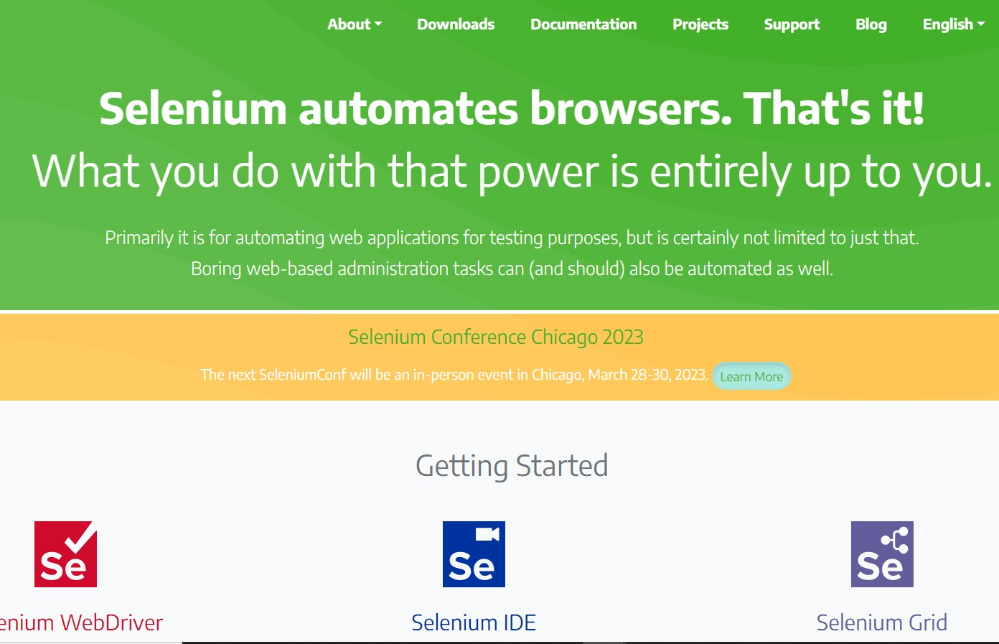 About Downloads Documentation Projects Support Blog English
Selenium automates browsers. That's it!
What you do with that power is entirely up to you.
Primarily it is for automating web applications for testing purposes, but is certainly not limited to just that.
Boring web-based administration tasks can (and should) also be automated as well.
Selenium Conference Chicago 2023
The next SeleniumConf will be an in-person event in Chicago, March 28-30, 2023. Learn More
Getting Started
Se Se Se
enium WebDriver Selenium IDE Selenium Grid